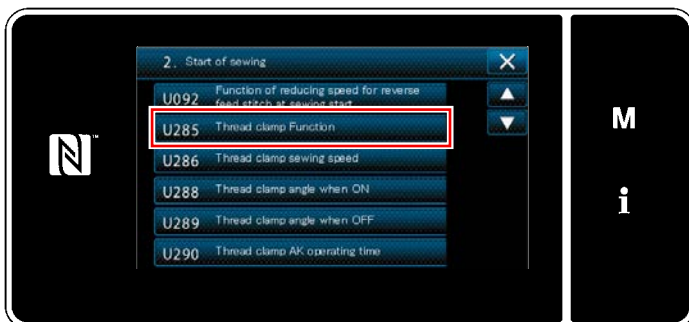 2. Start of sewing
U092 Function of reducing speed for reverse
feed stitch at sewing start
U285 Thread clamp Function
U286 Thread clamp sewing speed
U288 Thread clamp angle when ON
U289 Thread clamp angle when OFF
U290 Thread clamp AK operating time
M
i